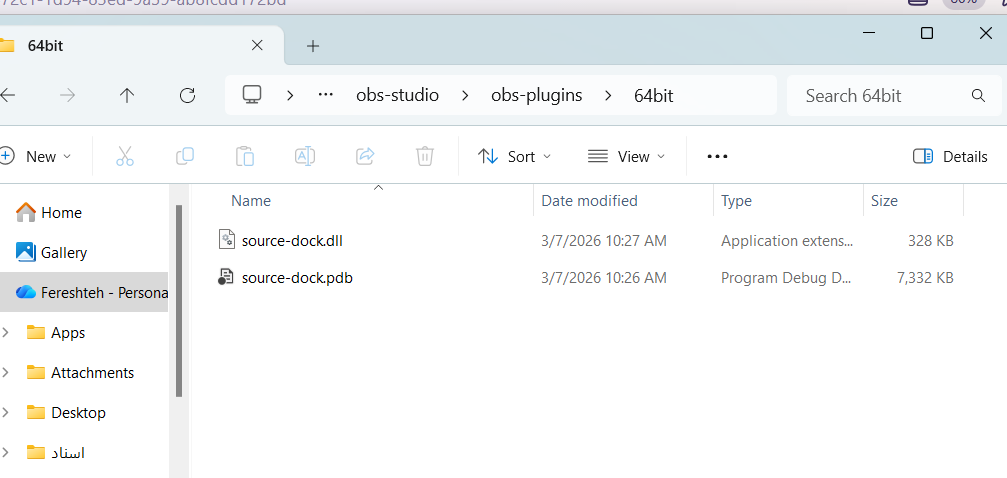 64bit
obs-studio > obs-plugins > 64bit
Search 64bit
New
Sort
View
Details
Name Date modified Type Size
Home
Gallery
Fereshteh - Persona
Apps
Attachments
Desktop
اسناد
source-dock.dll 3/7/2026 10:27 AM Application extens... 328 KB
source-dock.pdb 3/7/2026 10:26 AM Program Debug D... 7,332 KB